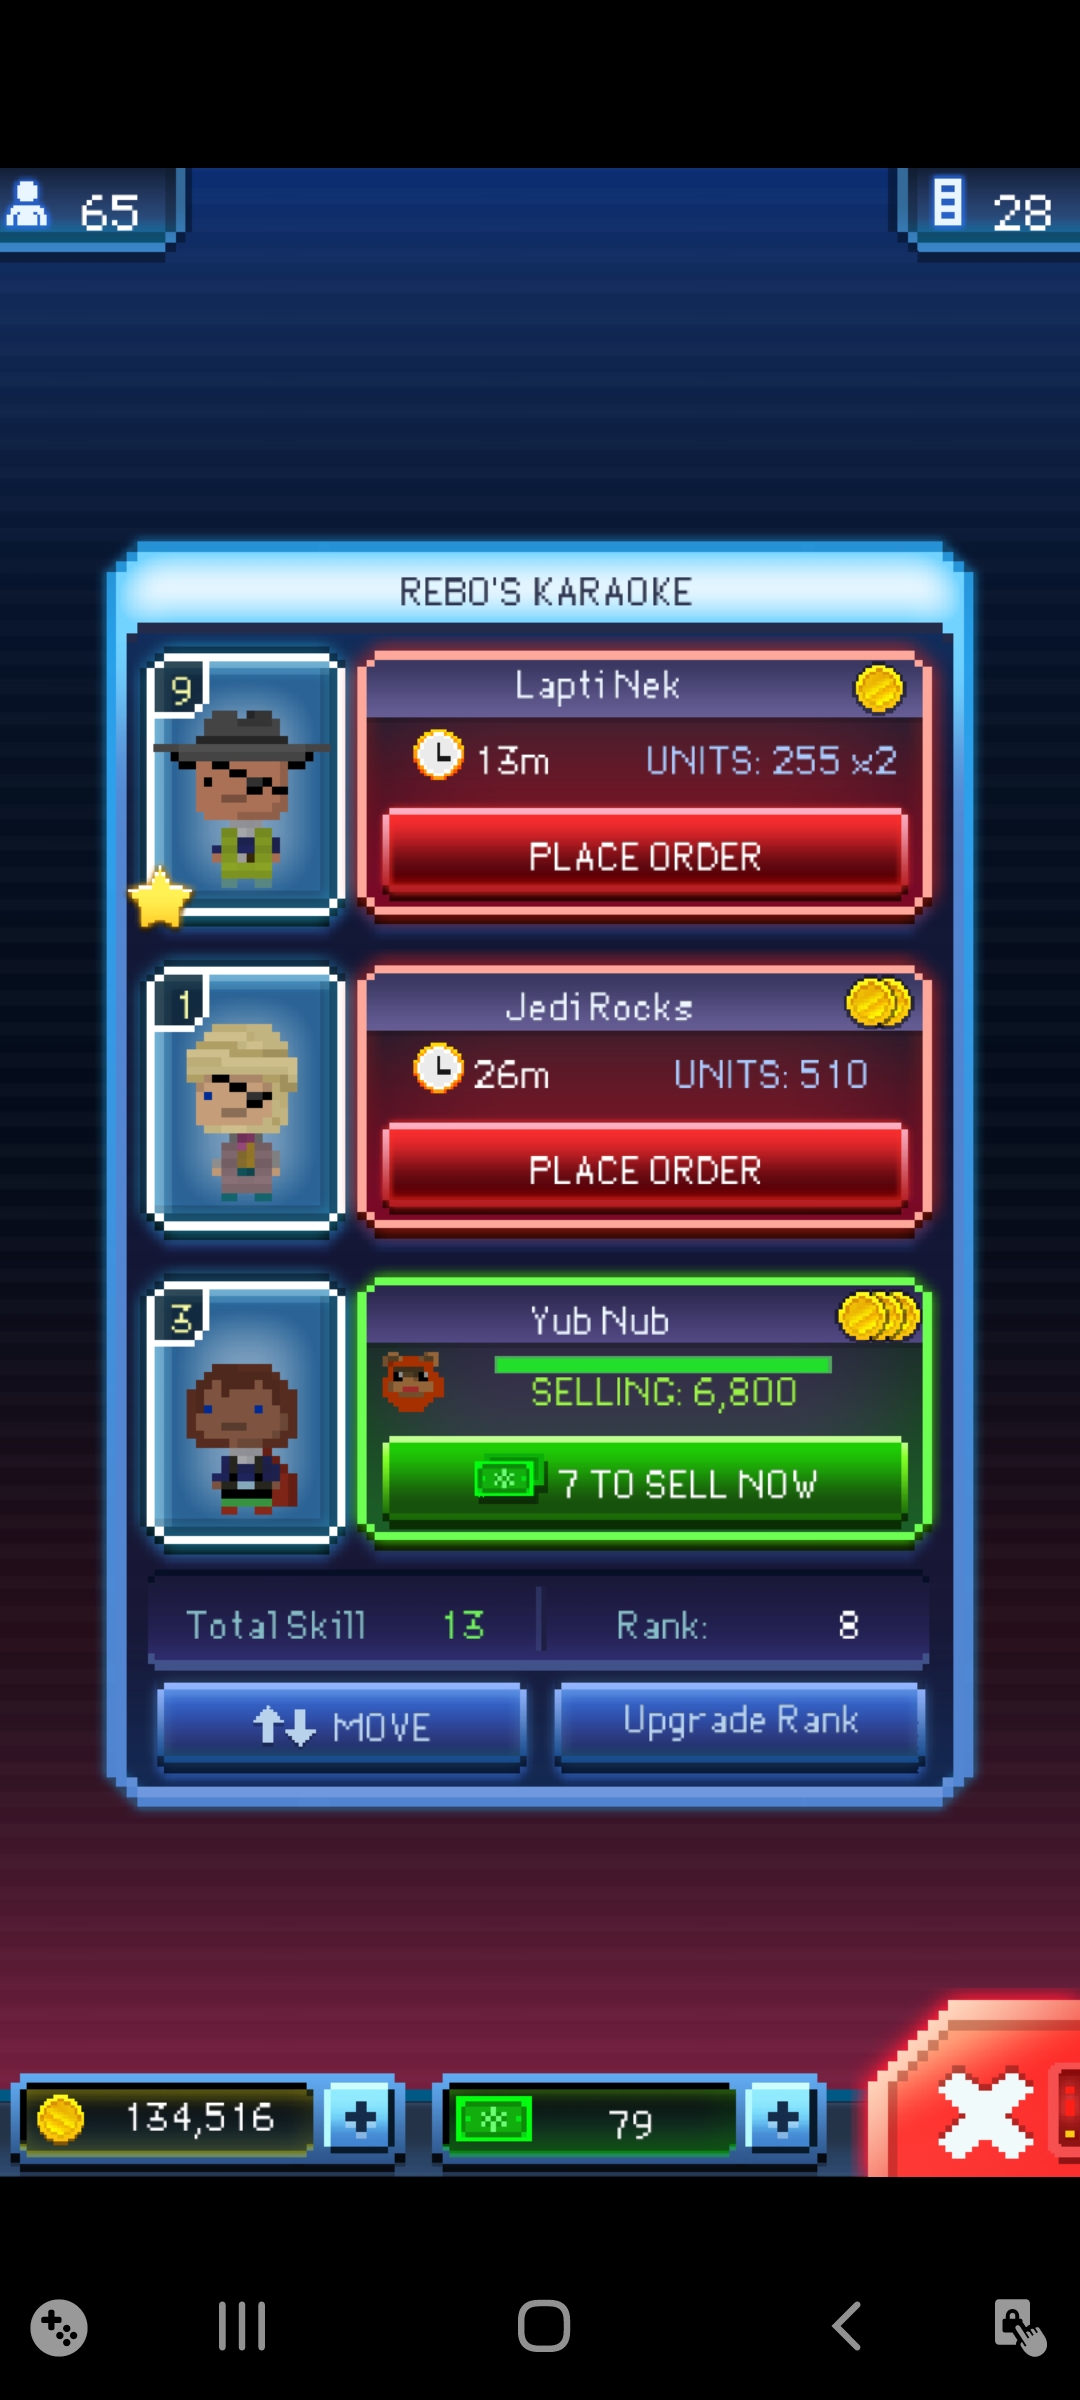 65
28
REBO'S KARAOKE
9
Lapti Nek
13m
UNITS: 255 x2
PLACE ORDER
1
Jedi Rocks
26m
UNITS: 510
PLACE ORDER
3
Yub Nub
SELLING: 6,800
7 TO SELL NOW
Total Skill 13
Rank: 8
MOVE
Upgrade Rank
134,516
79